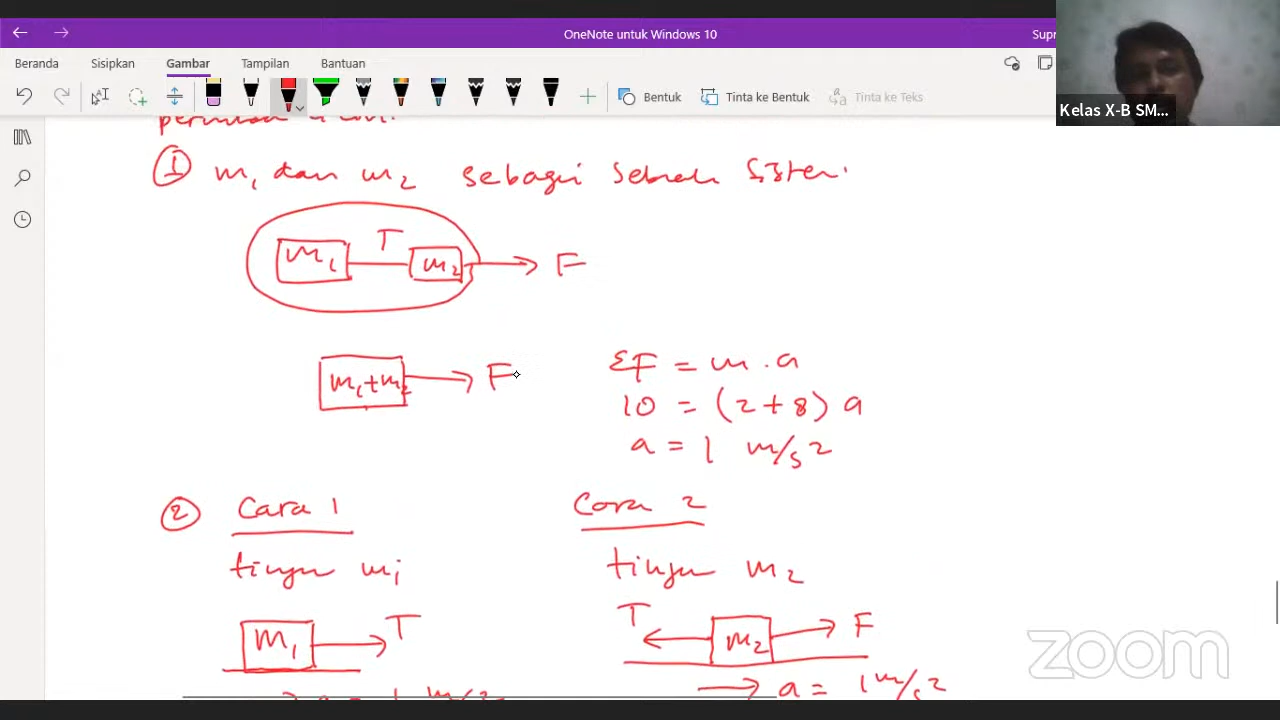 OneNote untuk Windows 10
Supr
Beranda Sisipkan Gambar Tampilan Bantuan
Bentuk Tinta ke Bentuk Tinta ke Teks
Kelas X-B SM...
① m₁ dan m₂ sebagai sebuah sistem.
m₁ T m₂ F
m₁+m₂ F
ΣF = m . a
10 = (2+8) a
a = 1 m/s2
② Cara 1
tinjau m₁
m₁ T
Cara 2
tinjau m₂
T m₂ F
a = 1 m/s2
zoom